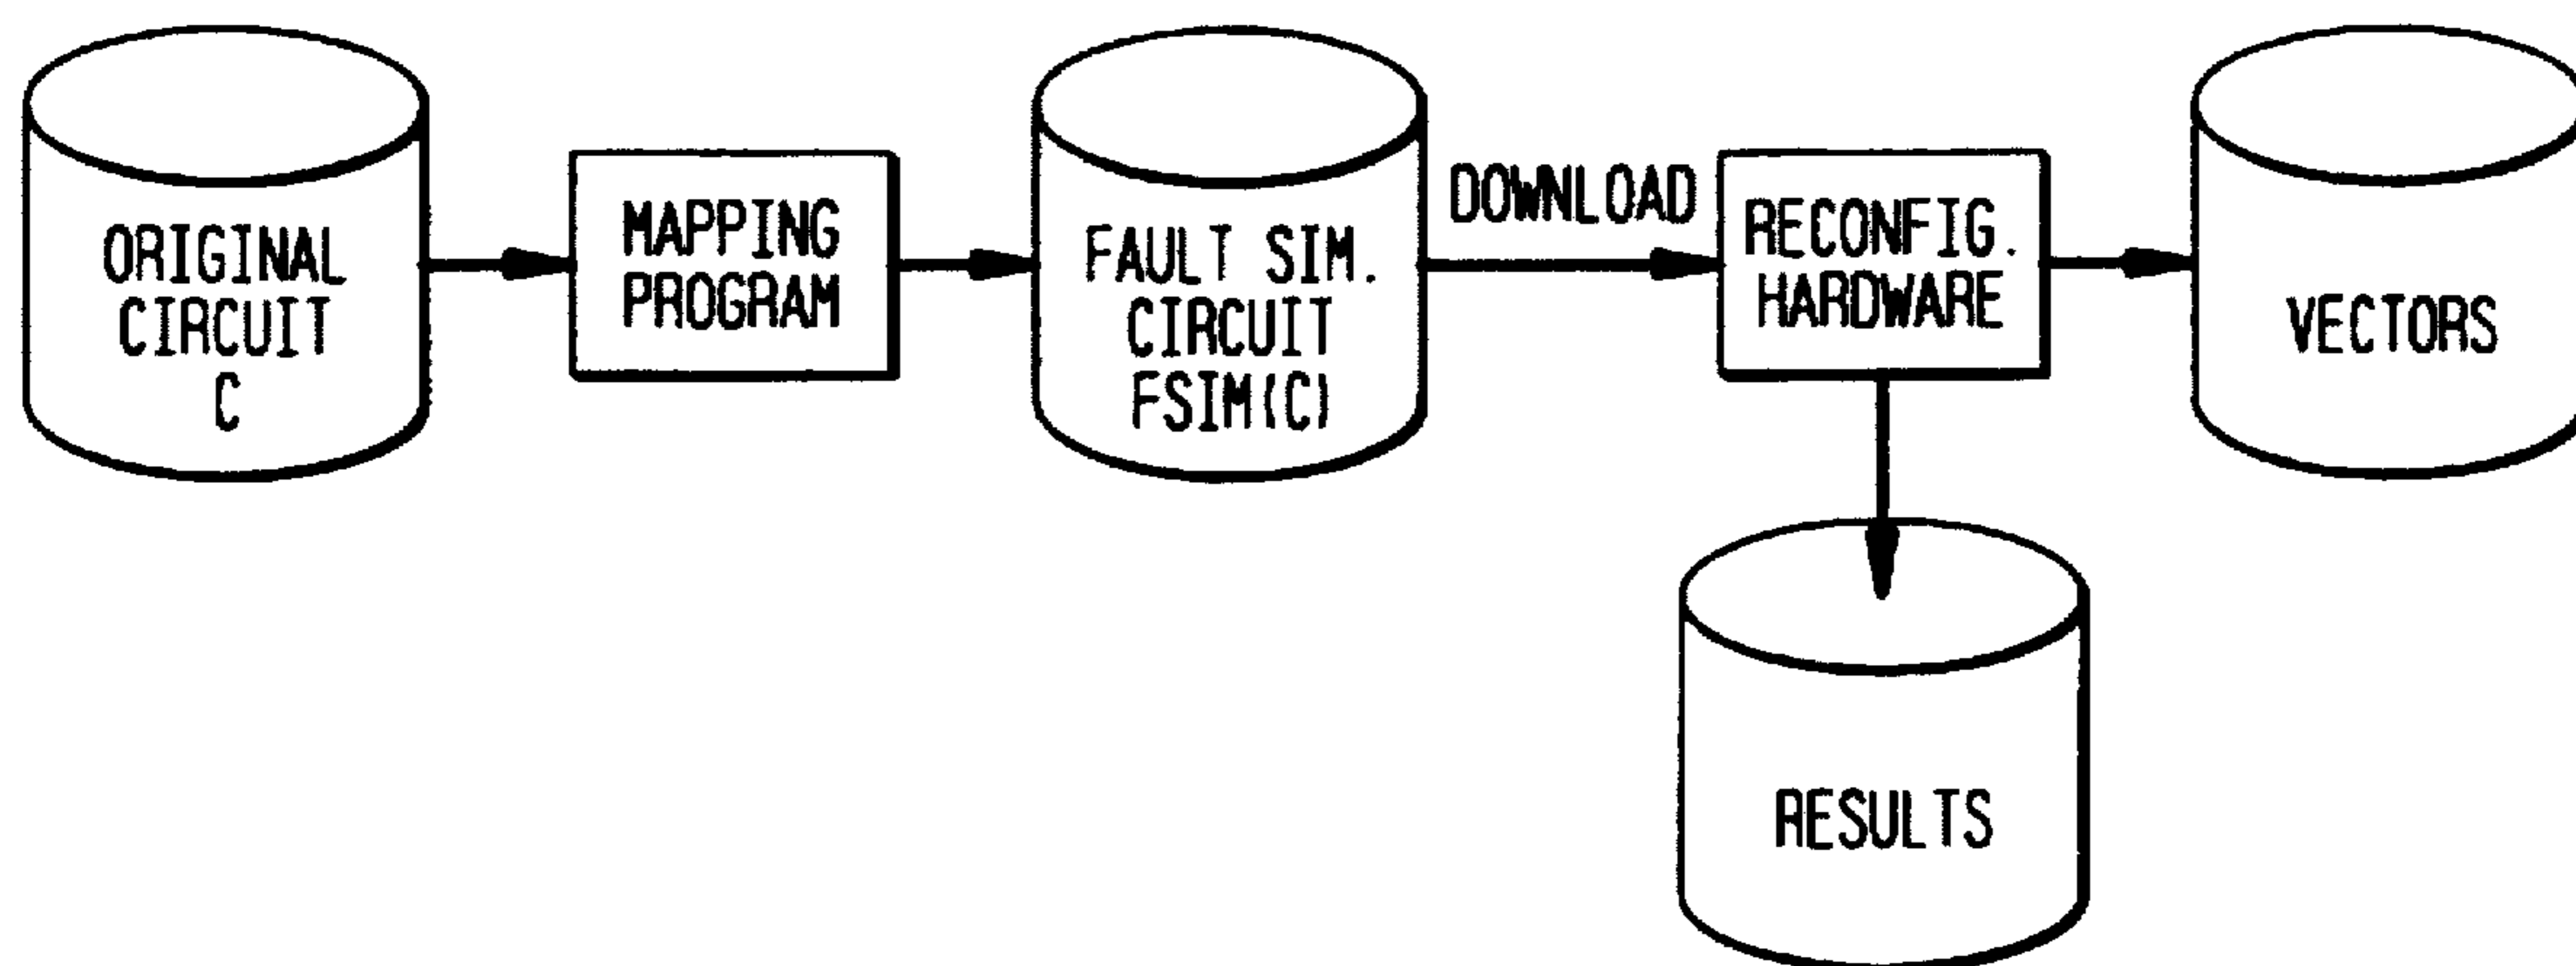 ORIGINAL
CIRCUIT
C
MAPPING
PROGRAM
FAULT SIM.
CIRCUIT
FSIM(C)
DOWNLOAD
RECONFIG.
HARDWARE
VECTORS
RESULTS